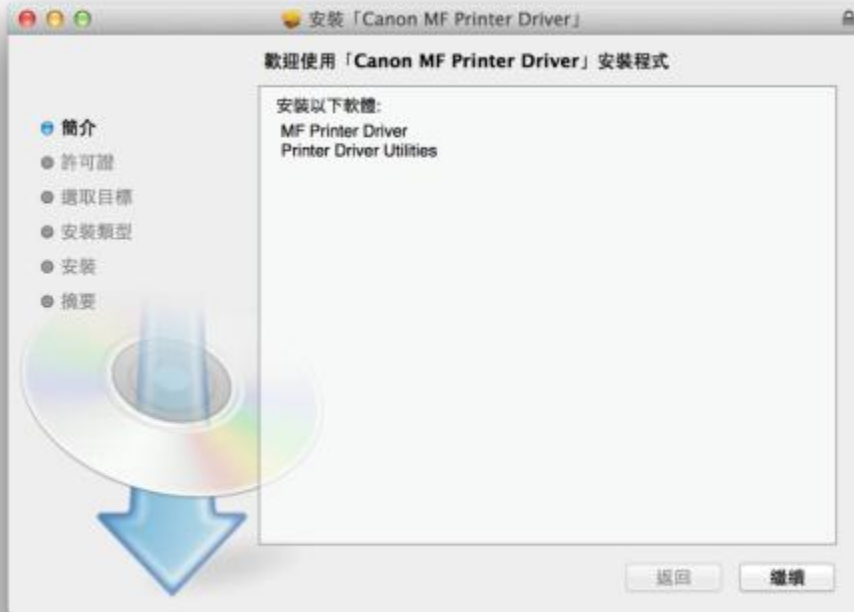 安裝「Canon MF Printer Driver」
歡迎使用「Canon MF Printer Driver」安裝程式
簡介
許可證
選取目標
安裝類型
安裝
摘要
安裝以下軟體:
MF Printer Driver
Printer Driver Utilities
返回
繼續